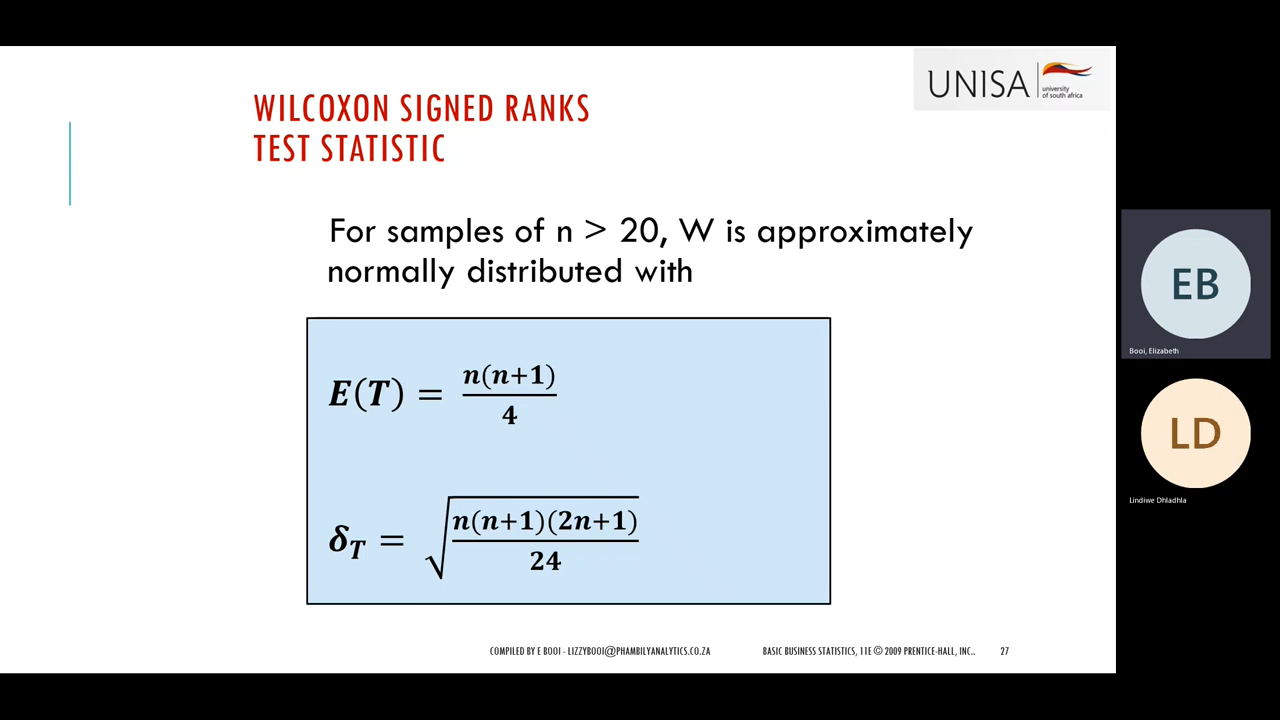 UNISA
university
of south africa
WILCOXON SIGNED RANKS
TEST STATISTIC
For samples of n > 20, W is approximately
normally distributed with
E(T) = n(n+1)/4
δ_T = √(n(n+1)(2n+1)/24)
COMPILED BY E BOOI - LIZZYBOOI@PHAMBILYANALYTICS.CO.ZA BASIC BUSINESS STATISTICS, 11E © 2009 PRENTICE-HALL, INC.. 27
EB
Booi, Elizabeth
LD
Lindiwe Dhladhla